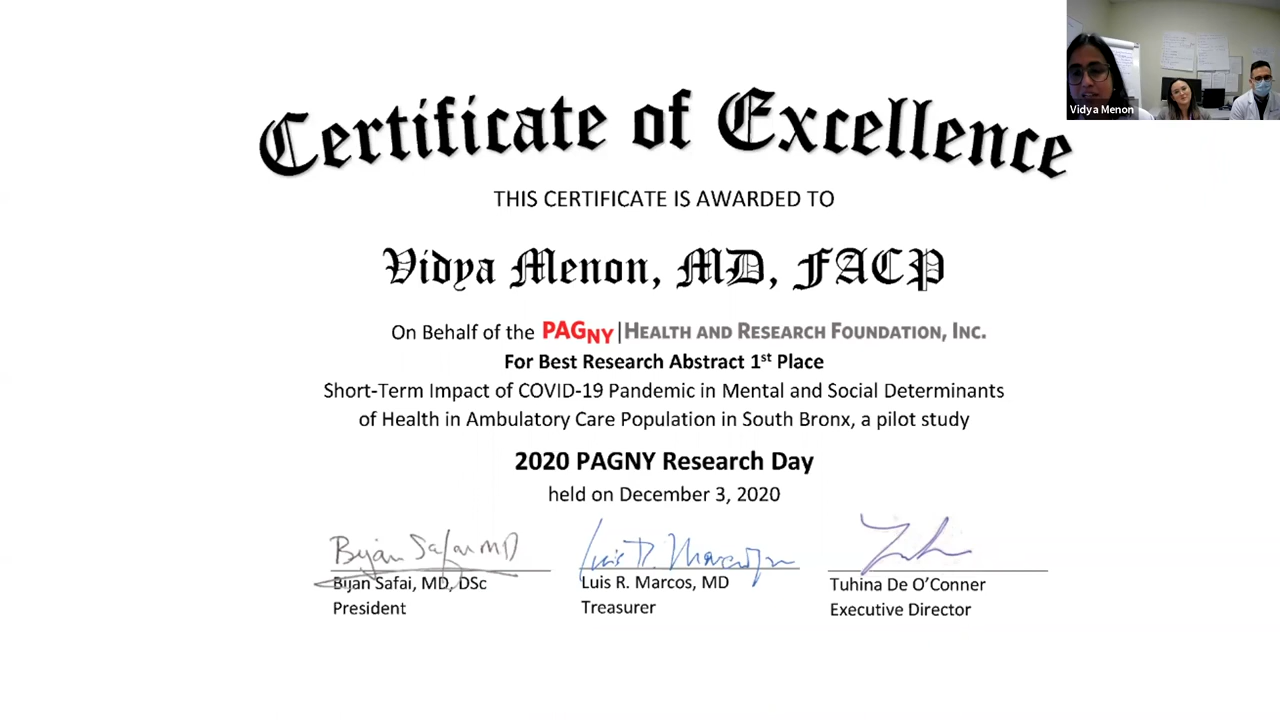 Vidya Menon
Certificate of Excellence
THIS CERTIFICATE IS AWARDED TO
Vidya Menon, MD, FACP
On Behalf of the PAGNY | HEALTH AND RESEARCH FOUNDATION, INC.
For Best Research Abstract 1st Place
Short-Term Impact of COVID-19 Pandemic in Mental and Social Determinants
of Health in Ambulatory Care Population in South Bronx, a pilot study
2020 PAGNY Research Day
held on December 3, 2020
Bijan Safai MD
Luis R. Marcos
Bijan Safai, MD, DSc
Luis R. Marcos, MD
Tuhina De O’Conner
President
Treasurer
Executive Director